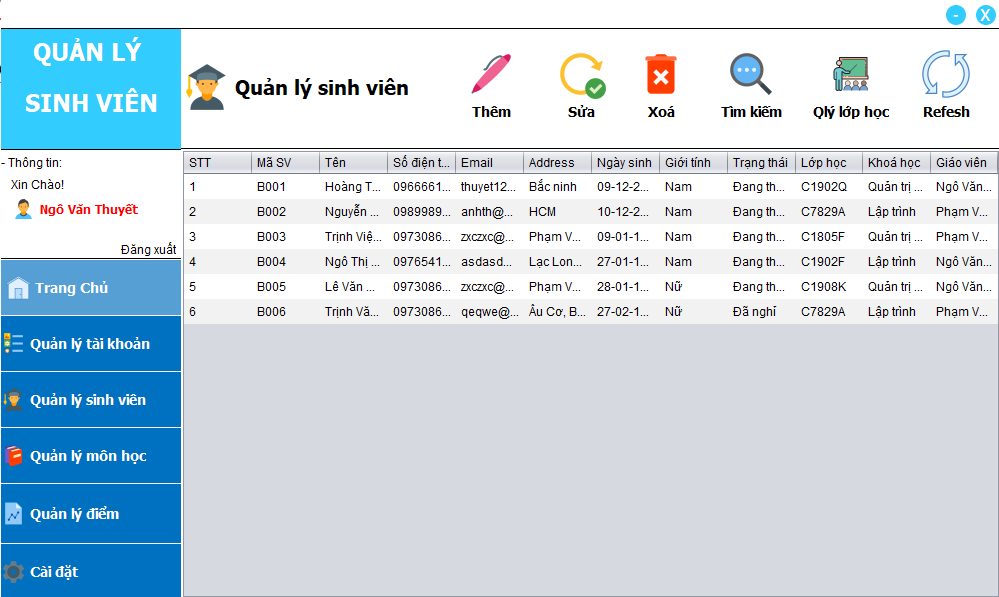 - X
QUẢN LÝ
SINH VIÊN
Quản lý sinh viên
Thêm Sửa Xoá Tìm kiếm Qlý lớp học Refesh
- Thông tin:
Xin Chào!
Ngô Văn Thuyết
Đăng xuất
Trang Chủ
Quản lý tài khoản
Quản lý sinh viên
Quản lý môn học
Quản lý điểm
Cài đặt
STT Mã SV Tên Số điện t... Email Address Ngày sinh Giới tính Trạng thái Lớp học Khoá học Giáo viên
1 B001 Hoàng T... 0966661... thuyet12... Bắc ninh 09-12-2... Nam Đang th... C1902Q Quản trị ... Ngô Văn...
2 B002 Nguyễn ... 0989989... anhth@... HCM 10-12-2... Nam Đang th... C7829A Lập trình Phạm V...
3 B003 Trịnh Việ... 0973086... zxczxc@... Phạm V... 09-01-1... Nam Đang th... C1805F Quản trị ... Phạm V...
4 B004 Ngô Thị ... 0976541... asdasd... Lạc Lon... 27-01-1... Nam Đang th... C1902F Lập trình Ngô Văn...
5 B005 Lê Văn ... 0973086... zxczxc@... Phạm V... 28-01-1... Nữ Đang th... C1908K Quản trị ... Ngô Văn...
6 B006 Trịnh Vă... 0973086... qeqwe@... Âu Cơ, B... 27-02-1... Nữ Đã nghỉ C7829A Lập trình Phạm V...